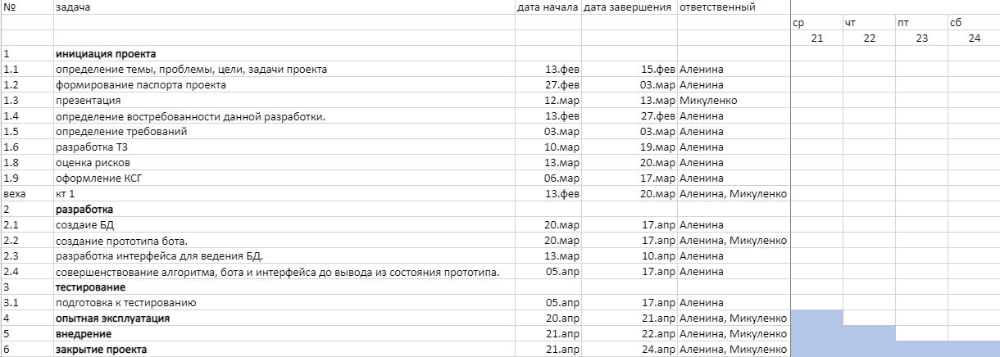 № задача дата начала дата завершения ответственный
ср чт пт сб
21 22 23 24
1 инициация проекта
1.1 определение темы, проблемы, цели, задачи проекта 13.фев 15.фев Аленина
1.2 формирование паспорта проекта 27.фев 03.мар Аленина
1.3 презентация 12.мар 13.мар Микуленко
1.4 определение востребованности данной разработки. 13.фев 27.фев Аленина
1.5 определение требований 03.мар 03.мар Аленина
1.6 разработка ТЗ 10.мар 19.мар Аленина
1.8 оценка рисков 13.мар 20.мар Аленина
1.9 оформление КСГ 06.мар 17.мар Аленина
веха кт 1 13.фев 20.мар Аленина, Микуленко
2 разработка
2.1 создаие БД 20.мар 17.апр Аленина
2.2 создание прототипа бота. 20.мар 17.апр Аленина, Микуленко
2.3 разработка интерфейса для ведения БД. 13.мар 10.апр Аленина
2.4 совершенствование алгоритма, бота и интерфейса до вывода из состояния прототипа. 05.апр 17.апр Аленина
3 тестирование
3.1 подготовка к тестированию 05.апр 17.апр Аленина
4 опытная эксплуатация 20.апр 21.апр Аленина, Микуленко
5 внедрение 21.апр 22.апр Аленина, Микуленко
6 закрытие проекта 21.апр 24.апр Аленина, Микуленко